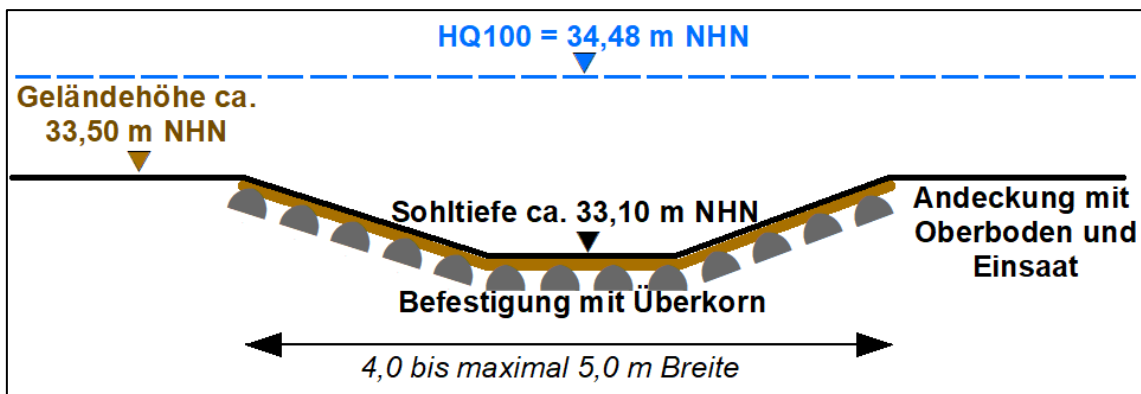 HQ100 = 34,48 m NHN
Geländehöhe ca.
33,50 m NHN
Sohltiefe ca. 33,10 m NHN
Andeckung mit
Oberboden und
Einsaat
Befestigung mit Überkorn
4,0 bis maximal 5,0 m Breite